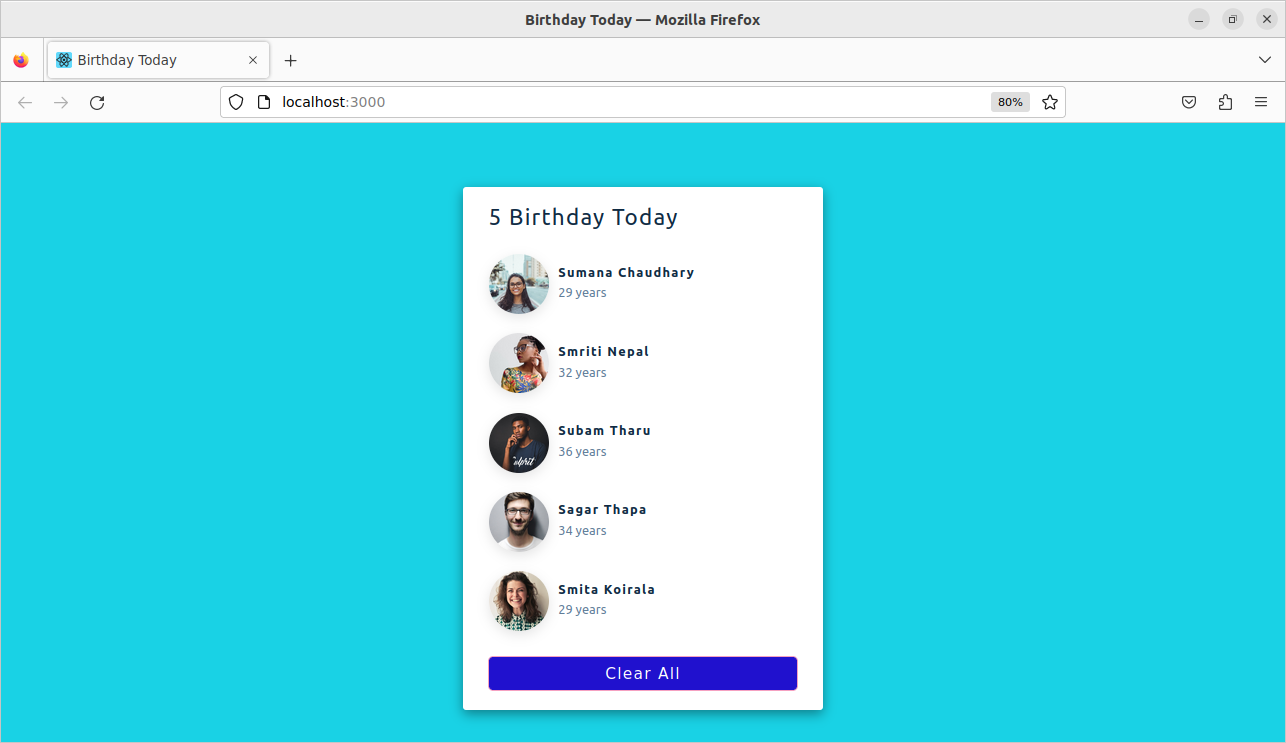 Birthday Today — Mozilla Firefox
Birthday Today
localhost:3000
80%
5 Birthday Today
Sumana Chaudhary
29 years
Smriti Nepal
32 years
Subam Tharu
36 years
Sagar Thapa
34 years
Smita Koirala
29 years
Clear All